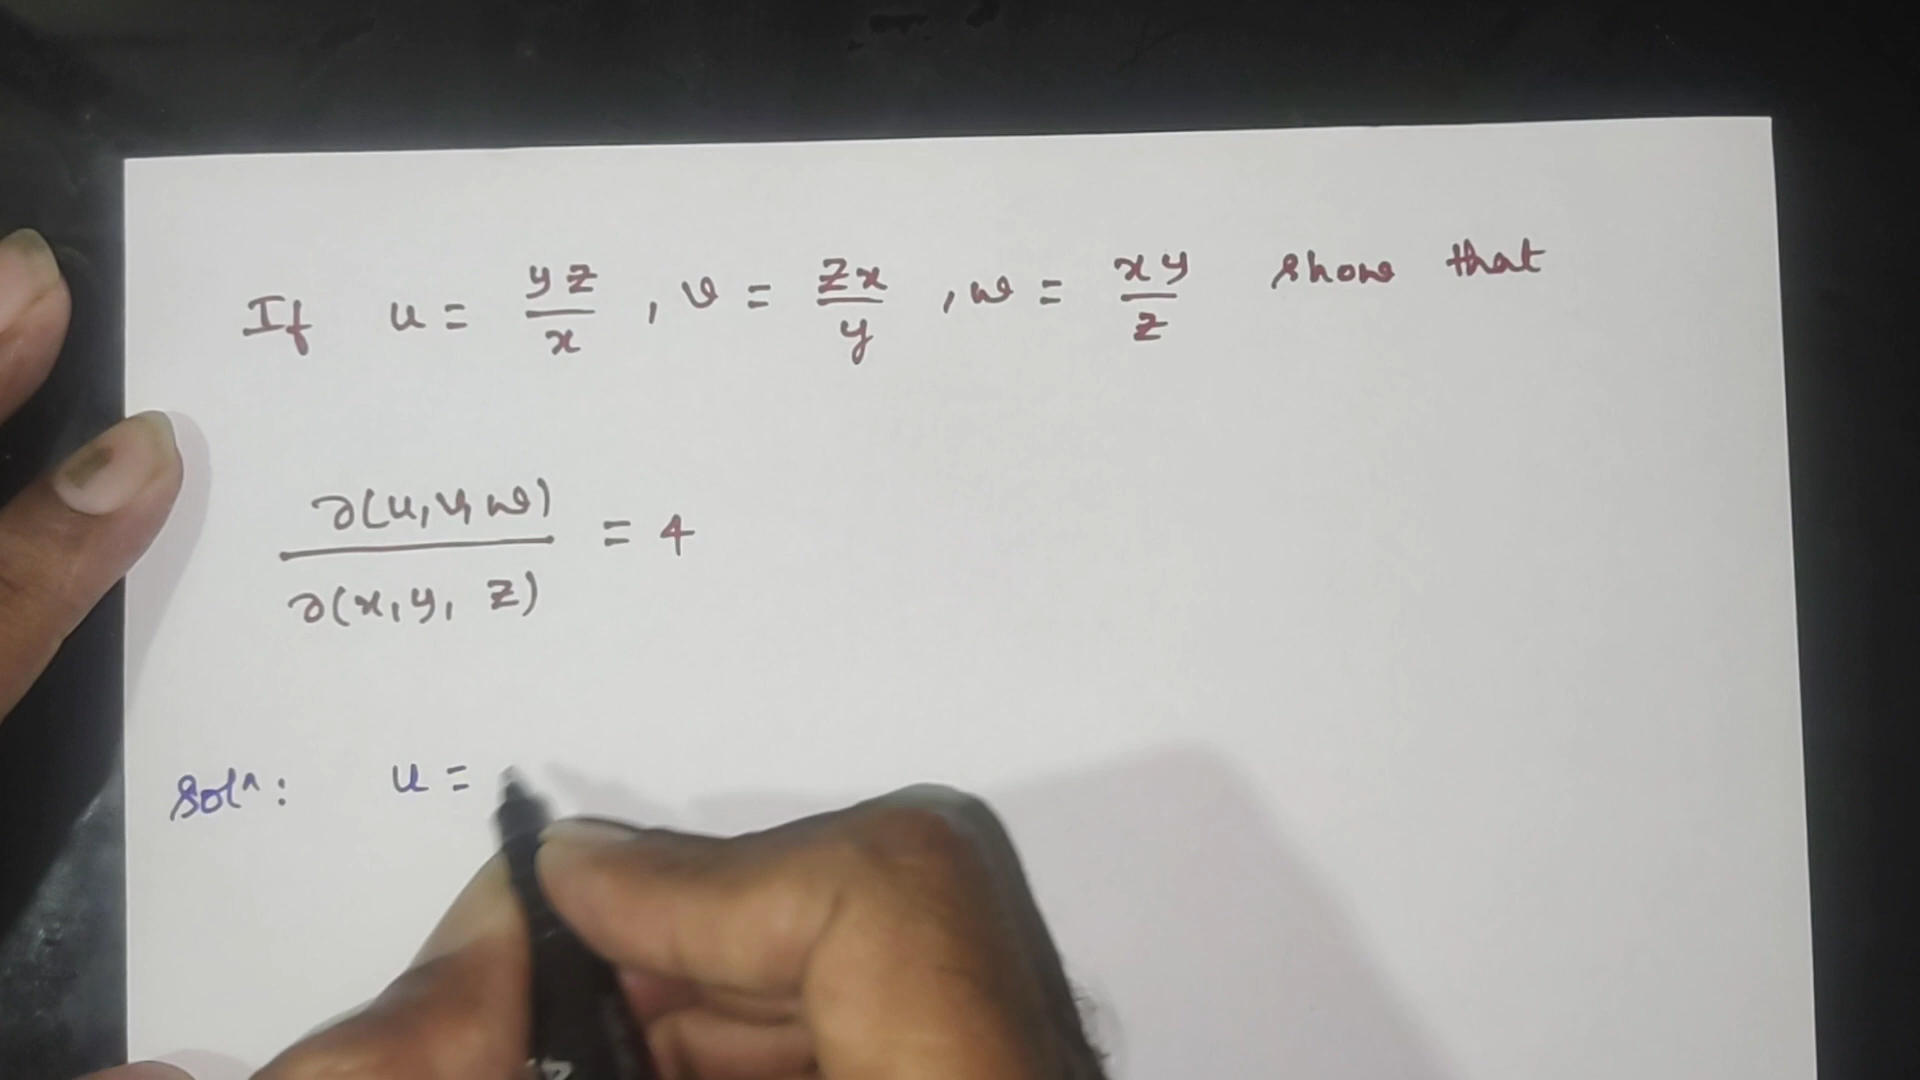 If u = yz/x , v = zx/y , w = xy/z show that
∂(u,v,w)/∂(x,y, z) = 4
Solⁿ: u =